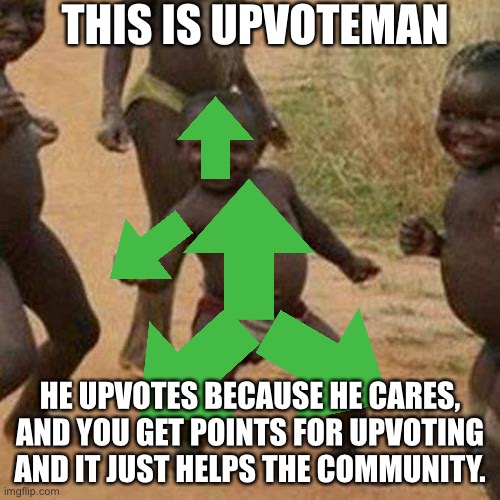 THIS IS UPVOTEMAN
HE UPVOTES BECAUSE HE CARES,
AND YOU GET POINTS FOR UPVOTING
AND IT JUST HELPS THE COMMUNITY.
imgflip.com